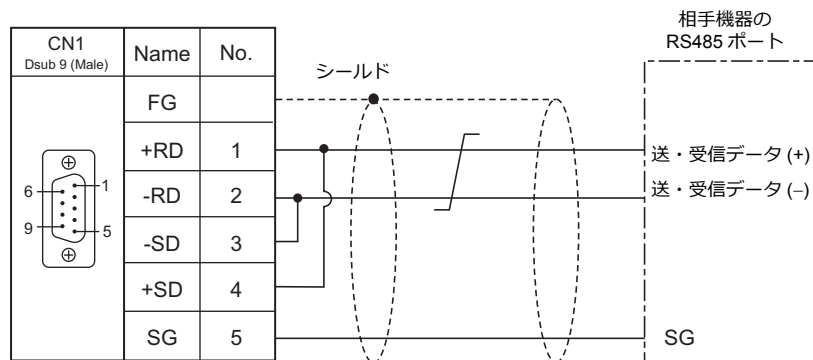 相手機器の
RS485 ポート
CN1
Dsub 9 (Male)
Name
No.
シールド
FG
+RD
1
送・受信データ (+)
-RD
2
送・受信データ (−)
-SD
3
+SD
4
SG
5
SG
6
1
9
5